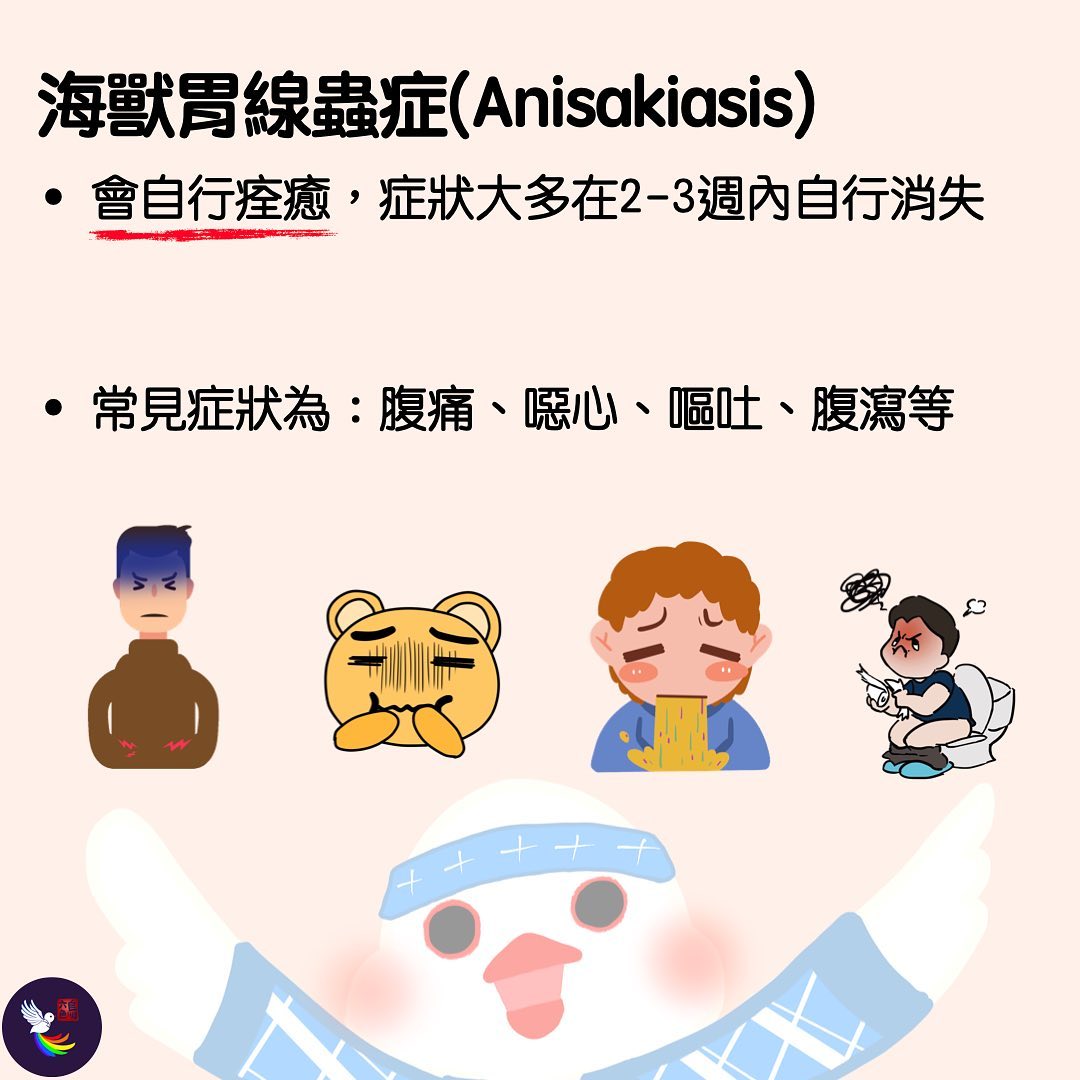 海獸胃線蟲症(Anisakiasis)
• 會自行痊癒，症狀大多在2-3週內自行消失
• 常見症狀為：腹痛、噁心、嘔吐、腹瀉等